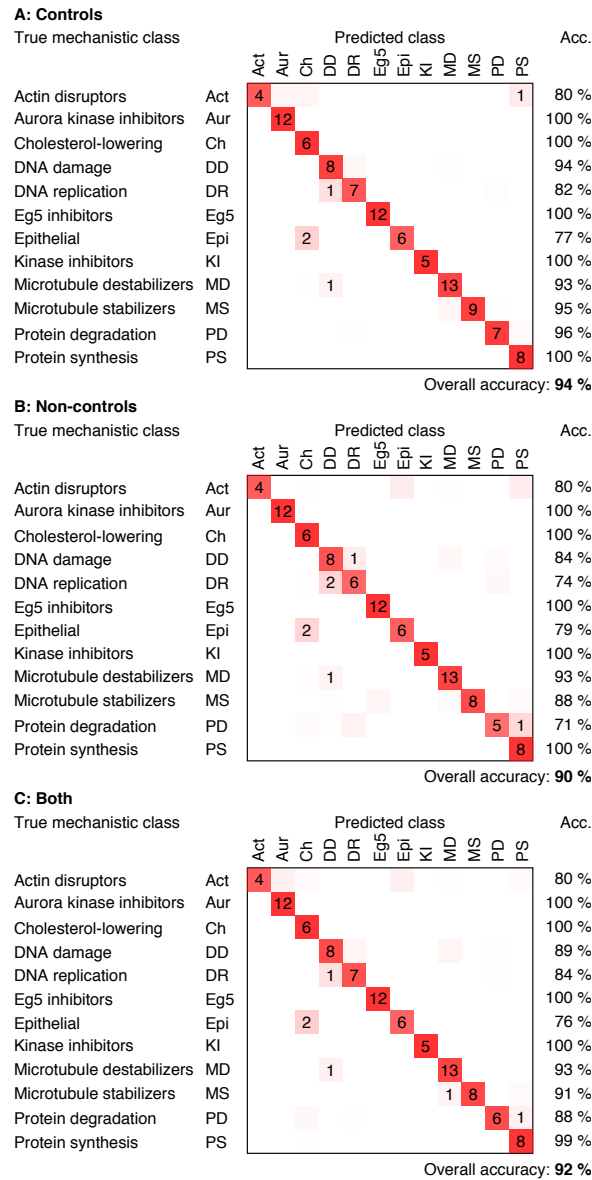 A: Controls
True mechanistic class Predicted class Acc.
Act Aur Ch DD DR Eg5 Epi KI MD MS PD PS
Actin disruptors Act 4 1 80 %
Aurora kinase inhibitors Aur 12 100 %
Cholesterol-lowering Ch 6 100 %
DNA damage DD 8 94 %
DNA replication DR 1 7 82 %
Eg5 inhibitors Eg5 12 100 %
Epithelial Epi 2 6 77 %
Kinase inhibitors KI 5 100 %
Microtubule destabilizers MD 1 13 93 %
Microtubule stabilizers MS 9 95 %
Protein degradation PD 7 96 %
Protein synthesis PS 8 100 %
Overall accuracy: 94 %
B: Non-controls
True mechanistic class Predicted class Acc.
Act Aur Ch DD DR Eg5 Epi KI MD MS PD PS
Actin disruptors Act 4 80 %
Aurora kinase inhibitors Aur 12 100 %
Cholesterol-lowering Ch 6 100 %
DNA damage DD 8 1 84 %
DNA replication DR 2 6 74 %
Eg5 inhibitors Eg5 12 100 %
Epithelial Epi 2 6 79 %
Kinase inhibitors KI 5 100 %
Microtubule destabilizers MD 1 13 93 %
Microtubule stabilizers MS 8 88 %
Protein degradation PD 5 1 71 %
Protein synthesis PS 8 100 %
Overall accuracy: 90 %
C: Both
True mechanistic class Predicted class Acc.
Act Aur Ch DD DR Eg5 Epi KI MD MS PD PS
Actin disruptors Act 4 80 %
Aurora kinase inhibitors Aur 12 100 %
Cholesterol-lowering Ch 6 100 %
DNA damage DD 8 89 %
DNA replication DR 1 7 84 %
Eg5 inhibitors Eg5 12 100 %
Epithelial Epi 2 6 76 %
Kinase inhibitors KI 5 100 %
Microtubule destabilizers MD 1 13 93 %
Microtubule stabilizers MS 1 8 91 %
Protein degradation PD 6 1 88 %
Protein synthesis PS 8 99 %
Overall accuracy: 92 %